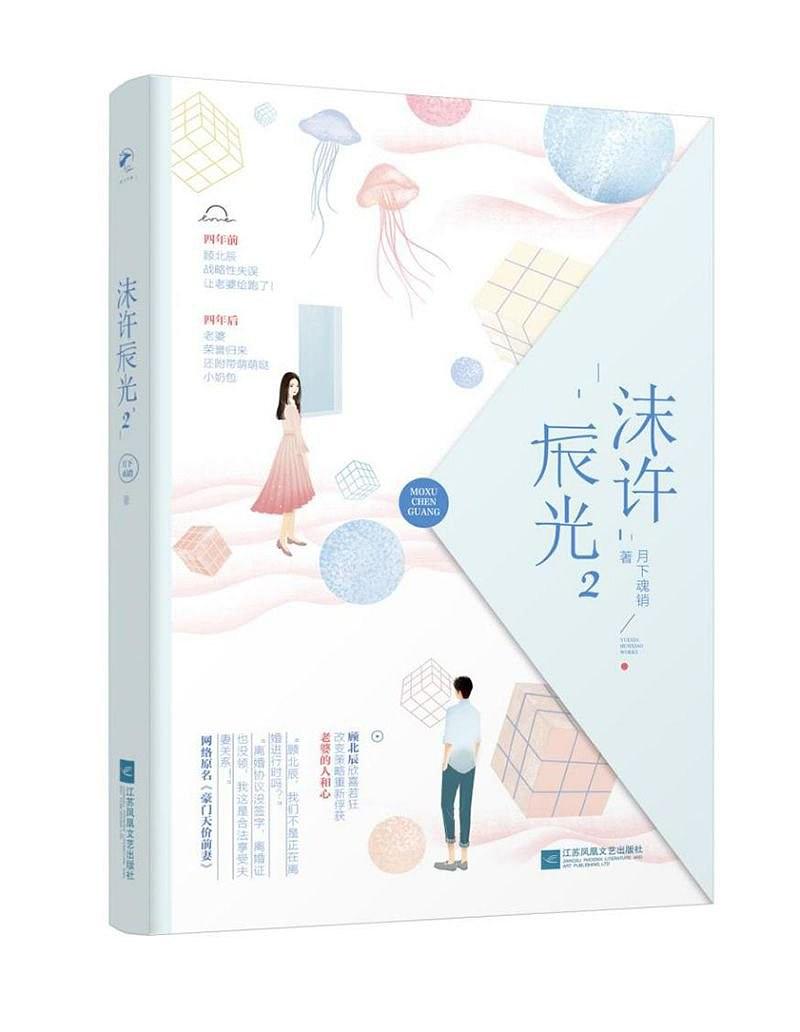 沫许辰光2
月下魂销
著
江苏凤凰文艺出版社
love
四年前
顾北辰
战略性失误
让老婆给跑了！
四年后
老婆
荣誉归来
还附带萌萌哒
小奶包
MOXU
CHEN
GUANG
沫许
辰光2
月下魂销
著
YUEXIA
HUNXIAO
WORKS
顾北辰欣喜若狂
改变策略重新俘获
老婆的人和心
“顾北辰，我们不是正在离
婚进行时吗？”
“离婚协议没签字，离婚证
也没领，我这是合法享受夫
妻关系！”
网络原名《豪门天价前妻》
江苏凤凰文艺出版社
JIANGSU PHOENIX LITERATURE AND
ART PUBLISHING, LTD